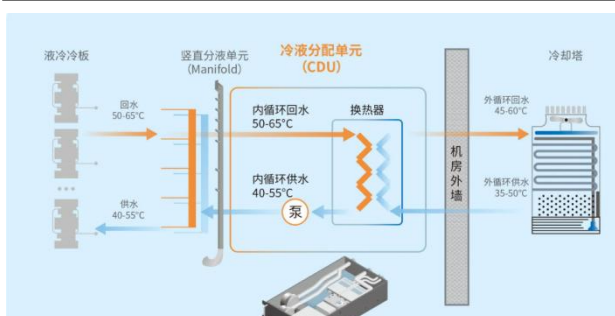 液冷冷板
竖直分液单元
(Manifold)
冷液分配单元
（CDU）
冷却塔
回水
50-65°C
内循环回水
50-65°C
换热器
外循环回水
45-60°C
机房外墙
内循环供水
40-55°C
泵
外循环供水
35-50°C
供水
40-55°C